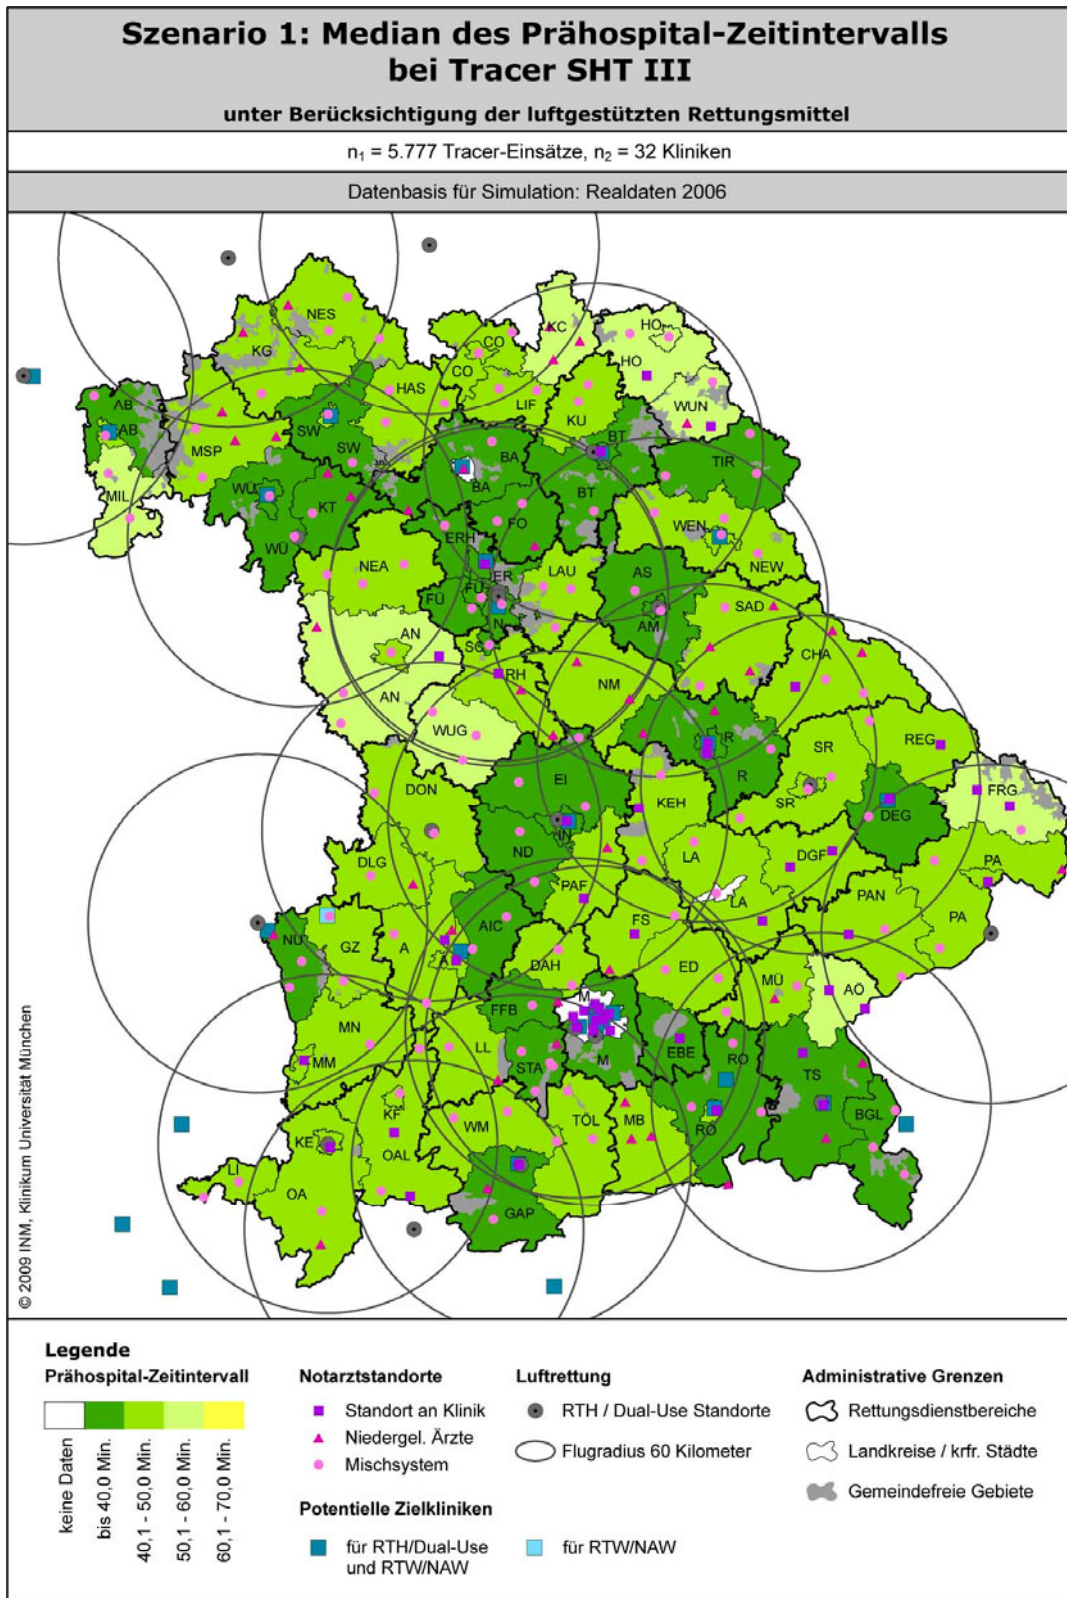 Szenario 1: Median des Prähospital-Zeitintervalls
bei Tracer SHT III
unter Berücksichtigung der luftgestützten Rettungsmittel
n₁ = 5.777 Tracer-Einsätze, n₂ = 32 Kliniken
Datenbasis für Simulation: Realdaten 2006
NES
KG
CO
CO
KC
HO
HO
HAS
LIF
KU
WUN
AB
AB
MSP
SW
SW
BA
BA
BT
BT
TIR
MIL
WÜ
WÜ
KT
FO
ERH
ER
WEN
NEW
NEA
FÜ
FÜ
N
LAU
AS
AM
SAD
AN
AN
SC
RH
NM
CHA
WUG
R
R
SR
SR
REG
FRG
DON
EI
IN
ND
KEH
DEG
DLG
PAF
LA
LA
DGF
PA
PA
PAN
NU
GZ
A
A
AIC
FS
DAH
ED
MÜ
AÖ
MN
MM
LL
FFB
M
M
STA
EBE
RO
RO
TS
BGL
KF
KE
OAL
WM
TÖL
MB
LI
OA
GAP
© 2009 INM, Klinikum Universität München
Legende
Prähospital-Zeitintervall
keine Daten
bis 40,0 Min.
40,1 - 50,0 Min.
50,1 - 60,0 Min.
60,1 - 70,0 Min.
Notarztstandorte
Standort an Klinik
Niedergel. Ärzte
Mischsystem
Potentielle Zielkliniken
für RTH/Dual-Use
und RTW/NAW
für RTW/NAW
Luftrettung
RTH / Dual-Use Standorte
Flugradius 60 Kilometer
Administrative Grenzen
Rettungsdienstbereiche
Landkreise / krfr. Städte
Gemeindefreie Gebiete